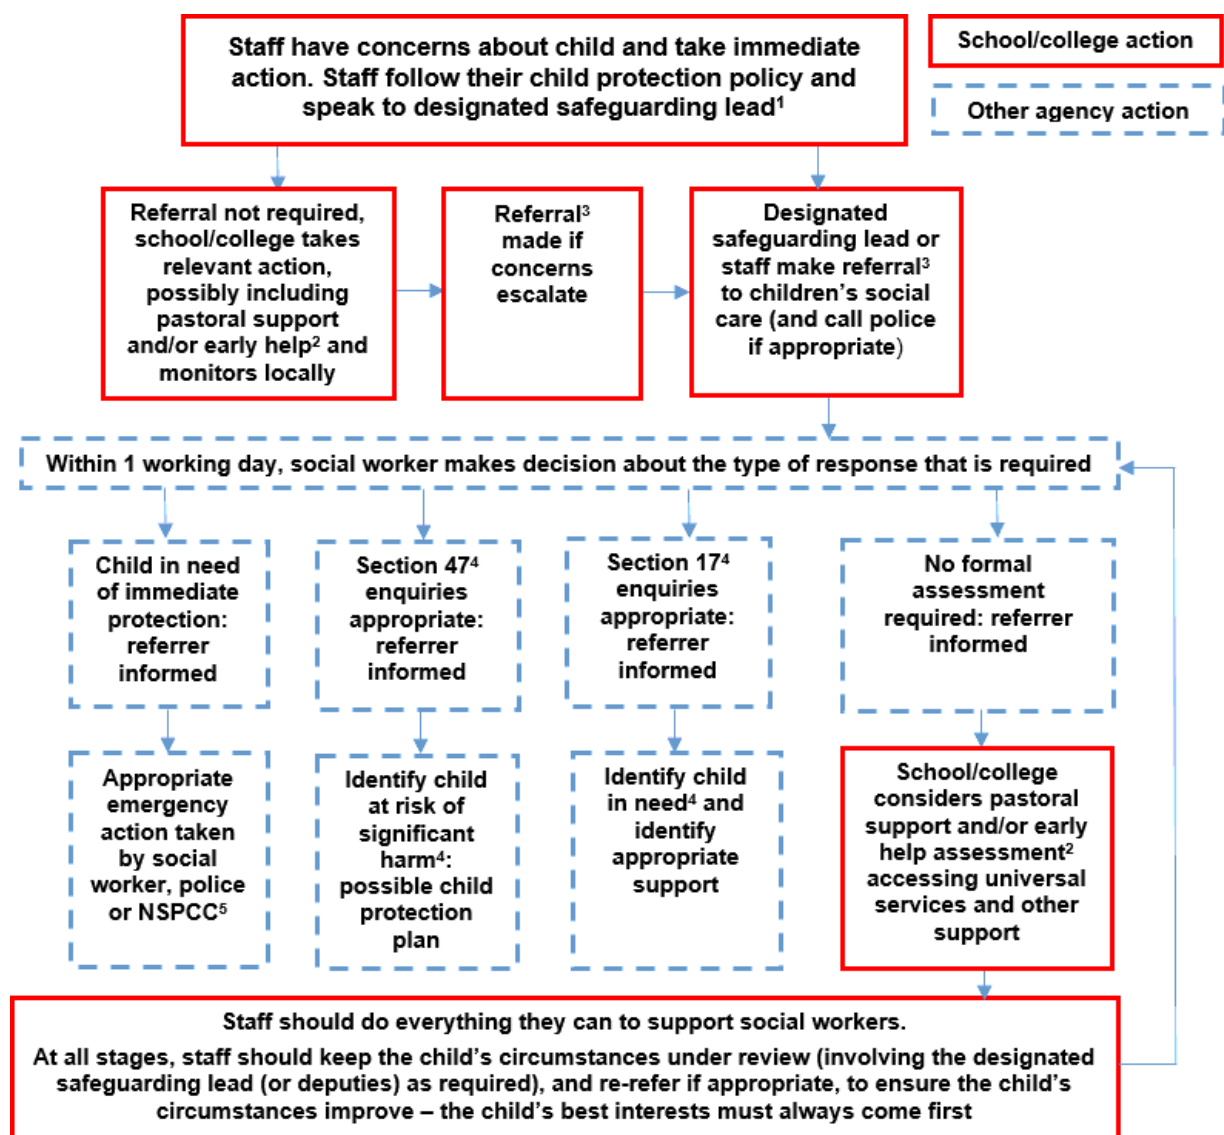 Staff have concerns about child and take immediate
action. Staff follow their child protection policy and
speak to designated safeguarding lead¹
School/college action
Other agency action
Referral not required,
school/college takes
relevant action,
possibly including
pastoral support
and/or early help² and
monitors locally
Referral³
made if
concerns
escalate
Designated
safeguarding lead or
staff make referral³
to children’s social
care (and call police
if appropriate)
Within 1 working day, social worker makes decision about the type of response that is required
Child in need
of immediate
protection:
referrer
informed
Section 47⁴
enquiries
appropriate:
referrer
informed
Section 17⁴
enquiries
appropriate:
referrer
informed
No formal
assessment
required: referrer
informed
Appropriate
emergency
action taken
by social
worker, police
or NSPCC⁵
Identify child
at risk of
significant
harm⁴:
possible child
protection
plan
Identify child
in need⁴ and
identify
appropriate
support
School/college
considers pastoral
support and/or early
help assessment²
accessing universal
services and other
support
Staff should do everything they can to support social workers.
At all stages, staff should keep the child’s circumstances under review (involving the designated
safeguarding lead (or deputies) as required), and re-refer if appropriate, to ensure the child’s
circumstances improve – the child’s best interests must always come first